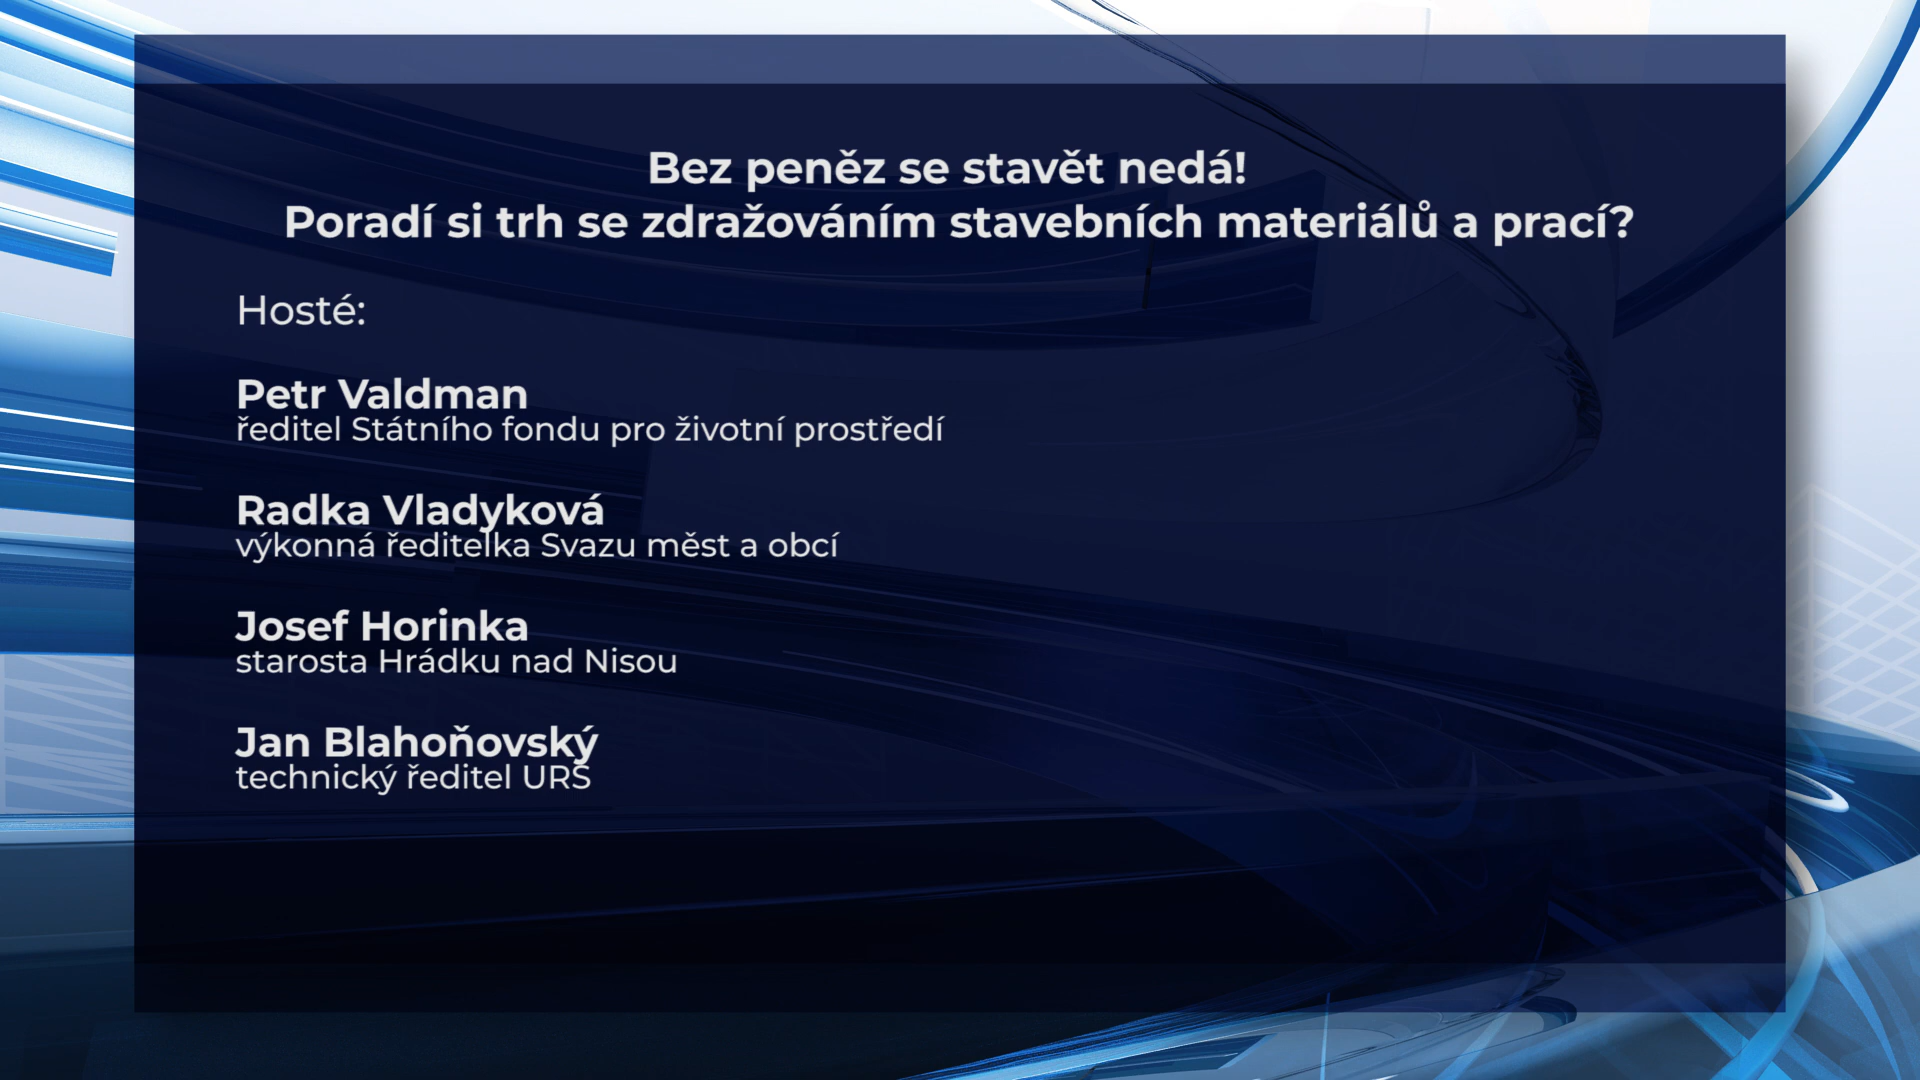 Bez peněz se stavět nedá!
Poradí si trh se zdražováním stavebních materiálů a prací?
Hosté:
Petr Valdman
ředitel Státního fondu pro životní prostředí
Radka Vladyková
výkonná ředitelka Svazu měst a obcí
Josef Horinka
starosta Hrádku nad Nisou
Jan Blahoňovský
technický ředitel URS